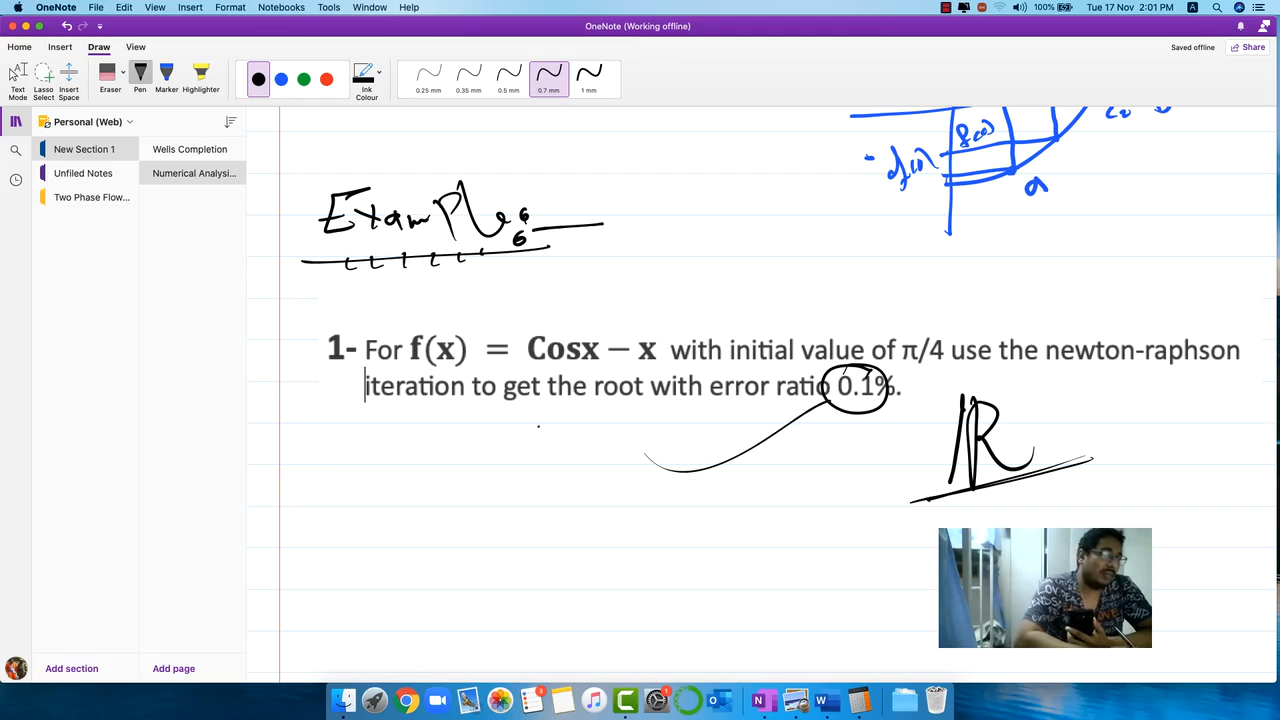 OneNote File Edit View Insert Format Notebooks Tools Window Help 100% Tue 17 Nov 2:01 PM A
OneNote (Working offline)
Home Insert Draw View Saved offline Share
Text Mode Lasso Select Insert Space Eraser Pen Marker Highlighter Ink Colour 0.25 mm 0.35 mm 0.5 mm 0.7 mm 1 mm
Personal (Web)
New Section 1 Wells Completion
Unfiled Notes Numerical Analysi...
Two Phase Flow...
a
Example:
1- For f(x) = Cosx − x with initial value of π/4 use the newton-raphson
iteration to get the root with error ratio 0.1%.
R
Add section Add page